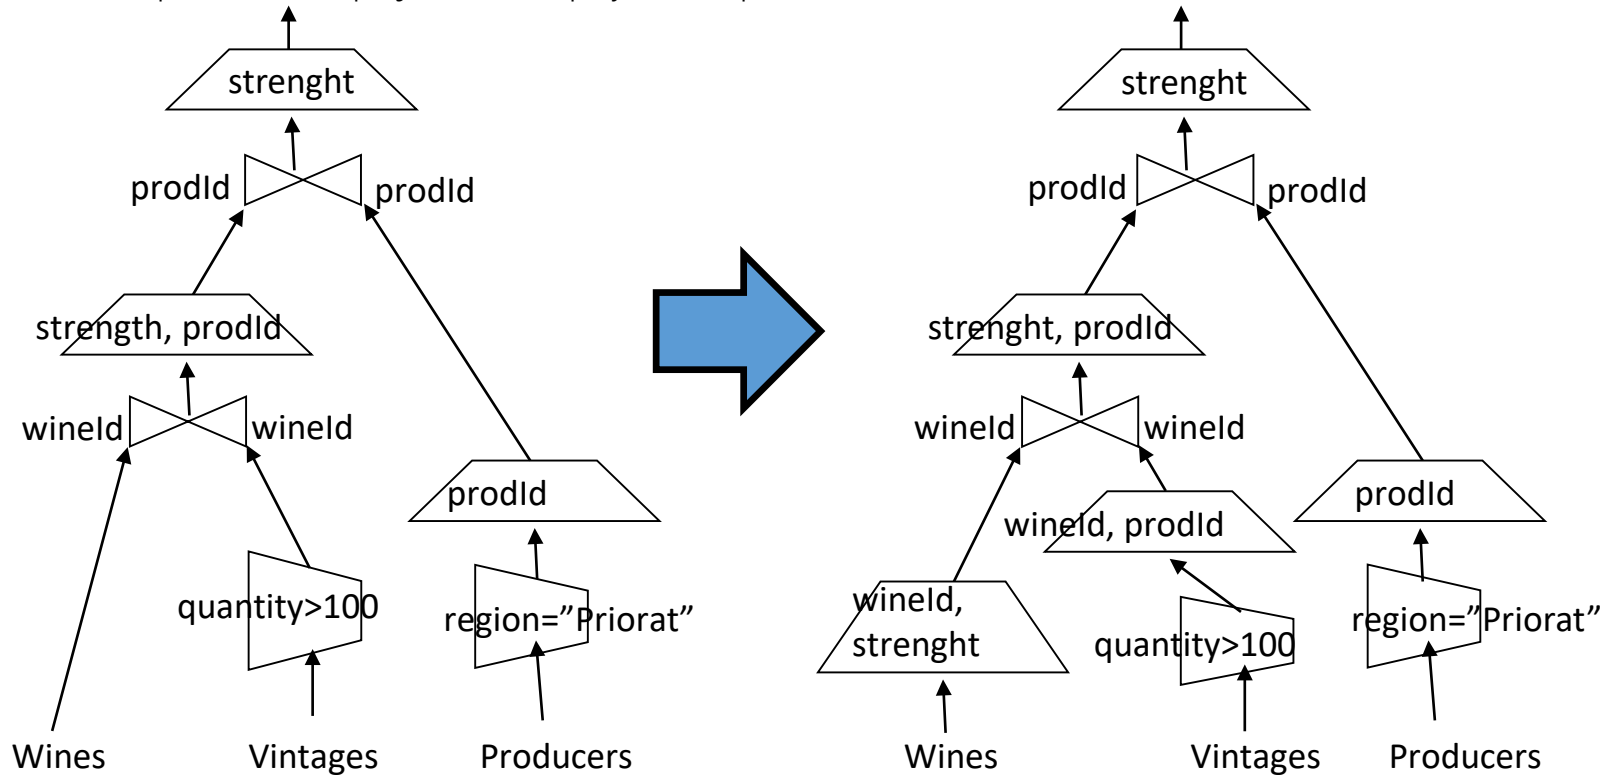 strenght
prodId
prodId
strength, prodId
wineId
wineId
prodId
quantity>100
region=”Priorat”
Wines
Vintages
Producers
strenght
prodId
prodId
strenght, prodId
wineId
wineId
wineId, prodId
prodId
wineId,
strenght
quantity>100
region=”Priorat”
Wines
Vintages
Producers